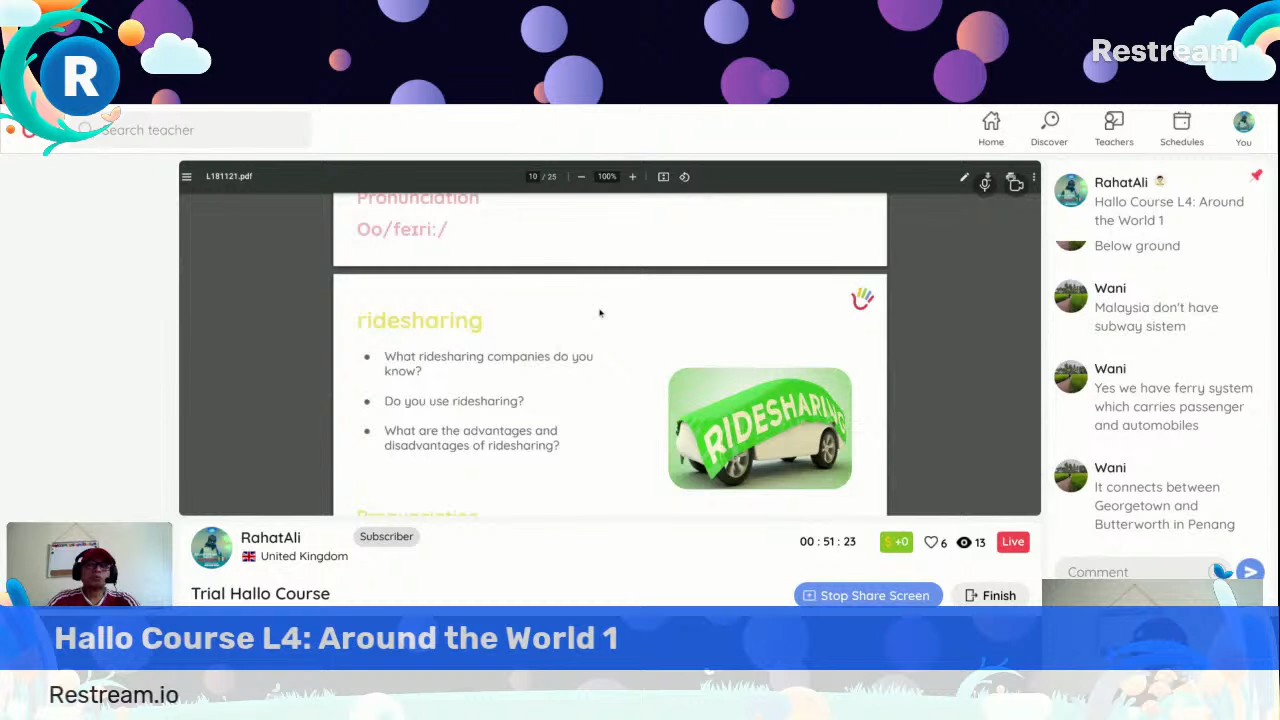 R
Restream
Search teacher
Home
Discover
Teachers
Schedules
You
L181121.pdf
10 / 25
100%
Pronunciation
Oo/feɪri:/
ridesharing
What ridesharing companies do you
know?
Do you use ridesharing?
What are the advantages and
disadvantages of ridesharing?
RIDESHARING
Pronunciation
RahatAli
Hallo Course L4: Around
the World 1
Below ground
Wani
Malaysia don't have
subway sistem
Wani
Yes we have ferry system
which carries passenger
and automobiles
Wani
It connects between
Georgetown and
Butterworth in Penang
Comment
RahatAli
Subscriber
United Kingdom
00 : 51 : 23
$ +0
6
13
Live
Trial Hallo Course
Stop Share Screen
Finish
Hallo Course L4: Around the World 1
Restream.io